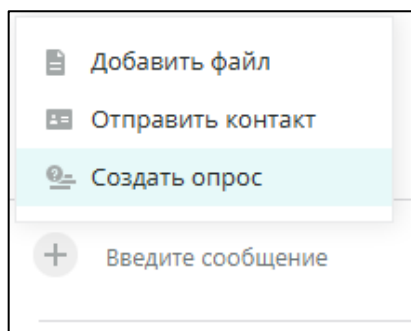 Добавить файл
Отправить контакт
Создать опрос
Введите сообщение